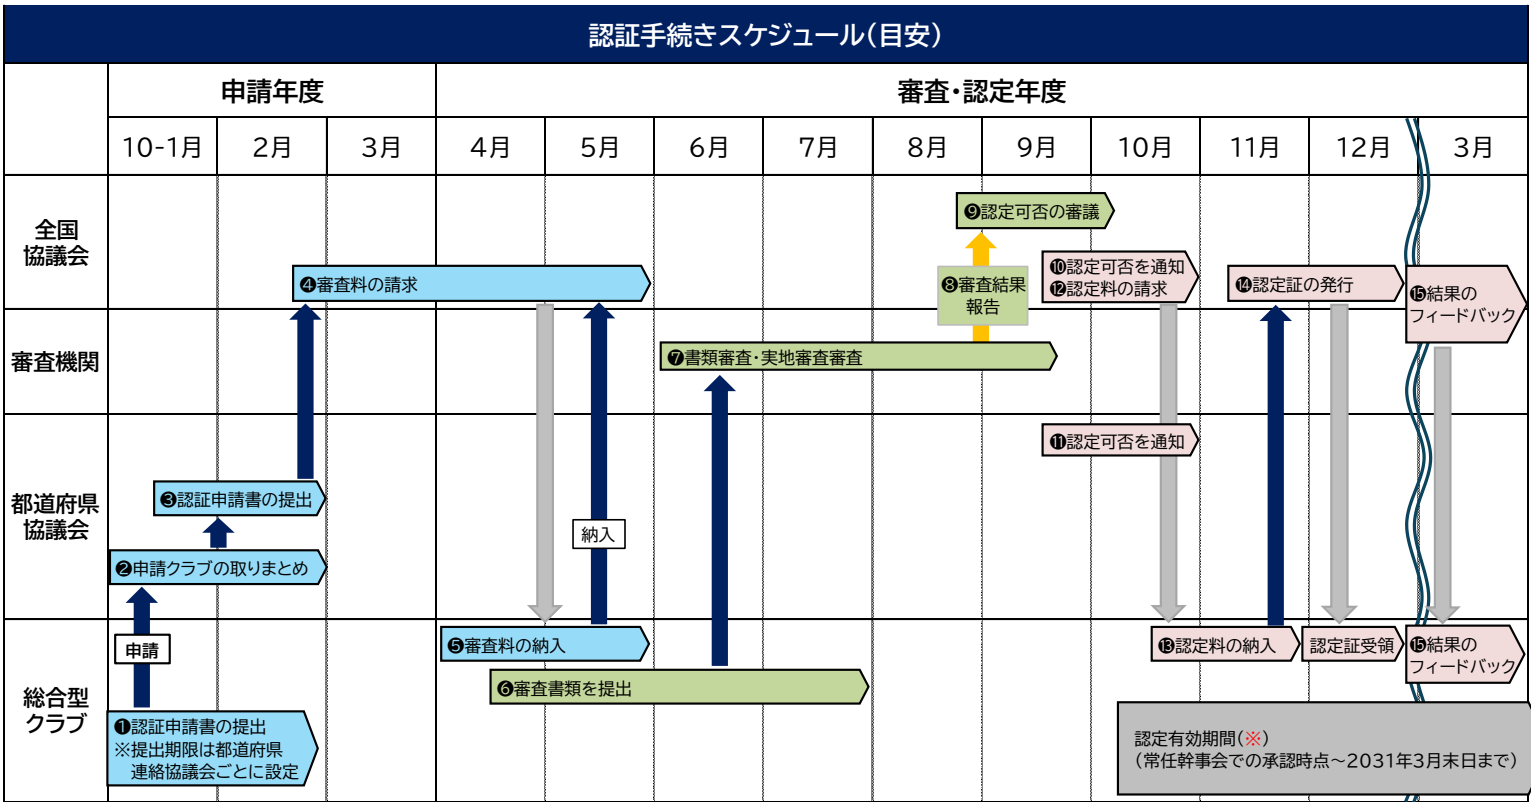 認証手続きスケジュール(目安)
申請年度
審査・認定年度
10-1月
2月
3月
4月
5月
6月
7月
8月
9月
10月
11月
12月
3月
全国
協議会
❾認定可否の審議
❹審査料の請求
❽審査結果
報告
❿認定可否を通知
⓬認定料の請求
⓮認定証の発行
⓯結果の
フィードバック
審査機関
❼書類審査・実地審査審査
都道府県
協議会
⓫認定可否を通知
❸認証申請書の提出
納入
❷申請クラブの取りまとめ
総合型
クラブ
申請
❺審査料の納入
⓭認定料の納入
認定証受領
⓯結果の
フィードバック
❻審査書類を提出
❶認証申請書の提出
※提出期限は都道府県
連絡協議会ごとに設定
認定有効期間(※)
(常任幹事会での承認時点～2031年3月末日まで)